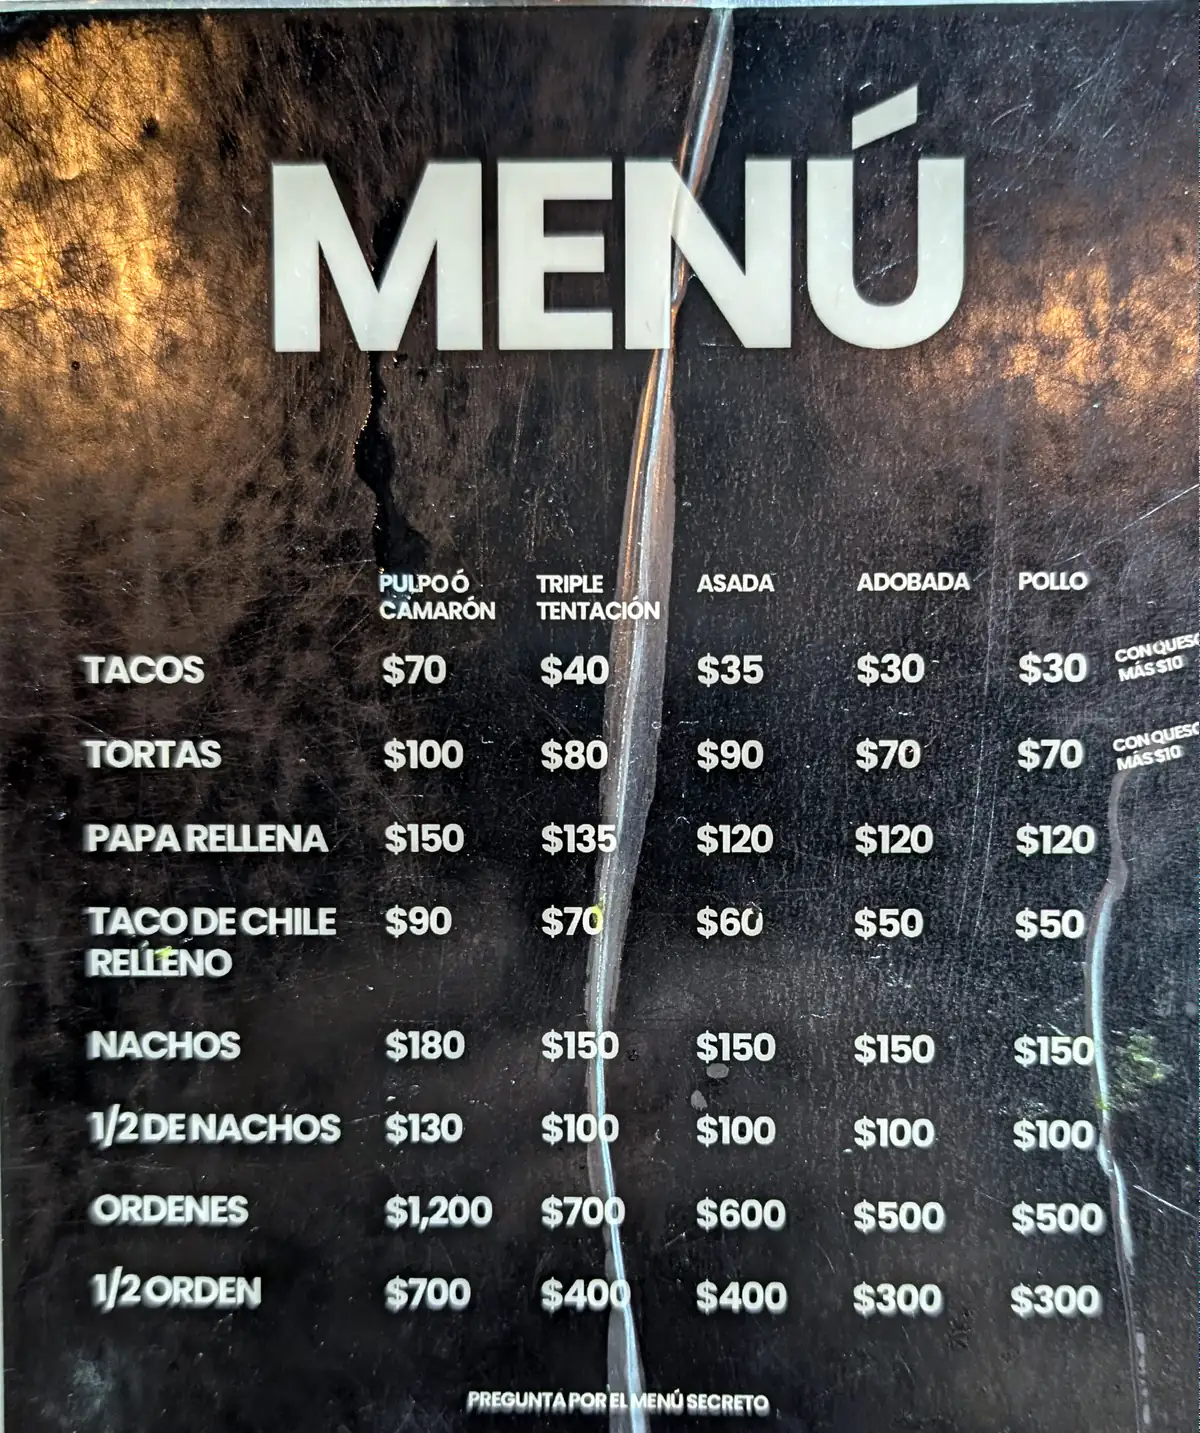 MENÚ
PULPO Ó TRIPLE ASADA ADOBADA POLLO
CAMARÓN TENTACIÓN
TACOS $70 $40 $35 $30 $30 CON QUESO
MÁS $10
TORTAS $100 $80 $90 $70 $70 CON QUESO
MÁS $10
PAPA RELLENA $150 $135 $120 $120 $120
TACO DE CHILE $90 $70 $60 $50 $50
RELLENO
NACHOS $180 $150 $150 $150 $150
1/2 DE NACHOS $130 $100 $100 $100 $100
ORDENES $1,200 $700 $600 $500 $500
1/2 ORDEN $700 $400 $400 $300 $300
PREGUNTA POR EL MENÚ SECRETO